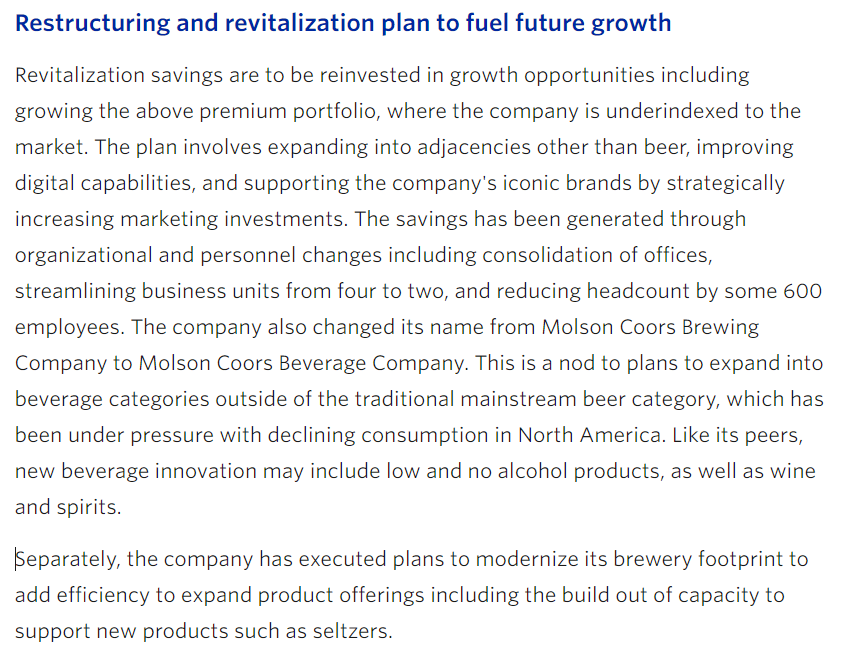 Restructuring and revitalization plan to fuel future growth
Revitalization savings are to be reinvested in growth opportunities including
growing the above premium portfolio, where the company is underindexed to the
market. The plan involves expanding into adjacencies other than beer, improving
digital capabilities, and supporting the company's iconic brands by strategically
increasing marketing investments. The savings has been generated through
organizational and personnel changes including consolidation of offices,
streamlining business units from four to two, and reducing headcount by some 600
employees. The company also changed its name from Molson Coors Brewing
Company to Molson Coors Beverage Company. This is a nod to plans to expand into
beverage categories outside of the traditional mainstream beer category, which has
been under pressure with declining consumption in North America. Like its peers,
new beverage innovation may include low and no alcohol products, as well as wine
and spirits.
Separately, the company has executed plans to modernize its brewery footprint to
add efficiency to expand product offerings including the build out of capacity to
support new products such as seltzers.